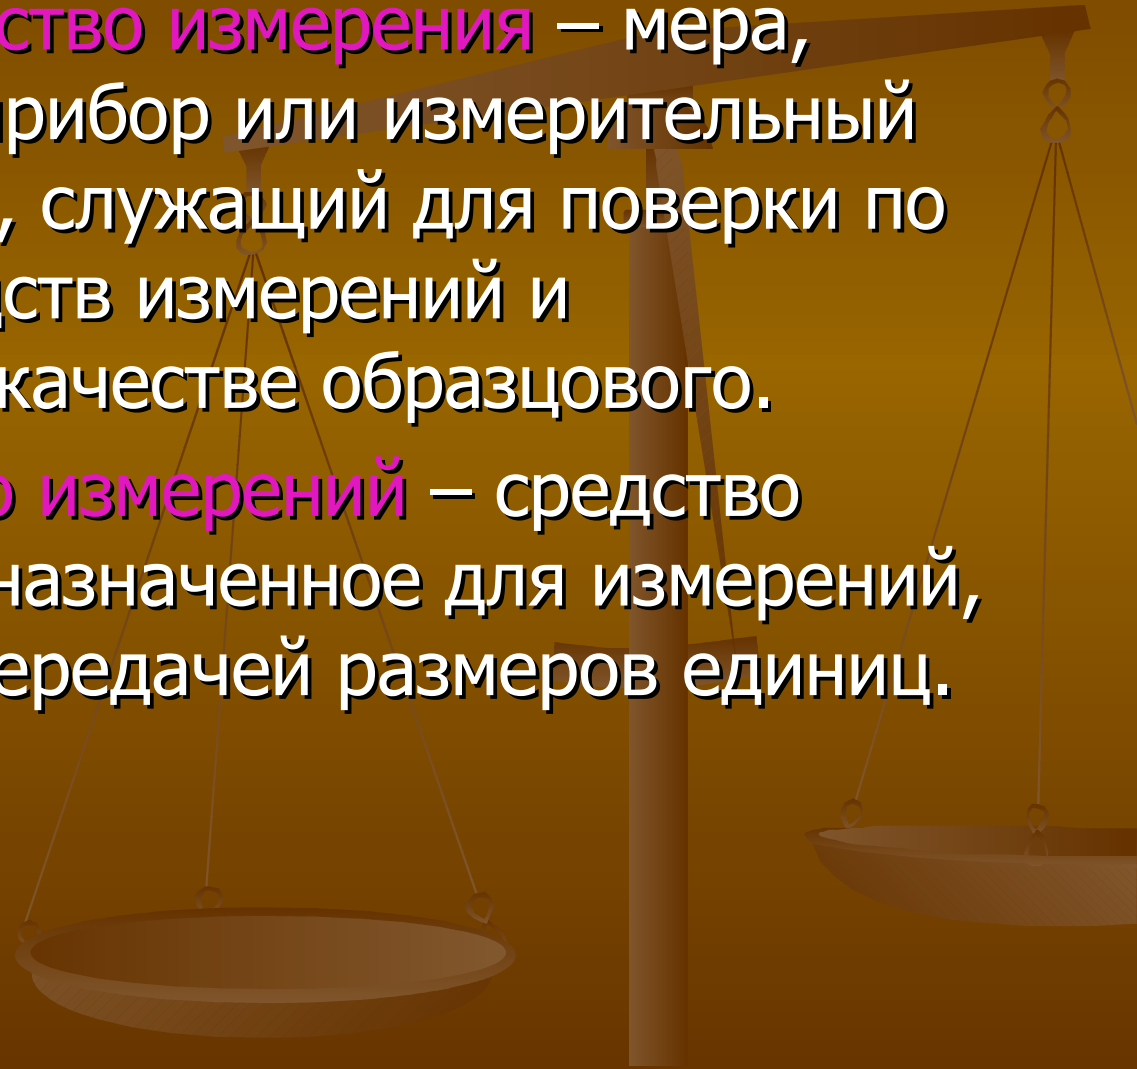 ство измерения – мера,
рибор или измерительный
, служащий для поверки по
дств измерений и
качестве образцового.
о измерений – средство
назначенное для измерений,
ередачей размеров единиц.